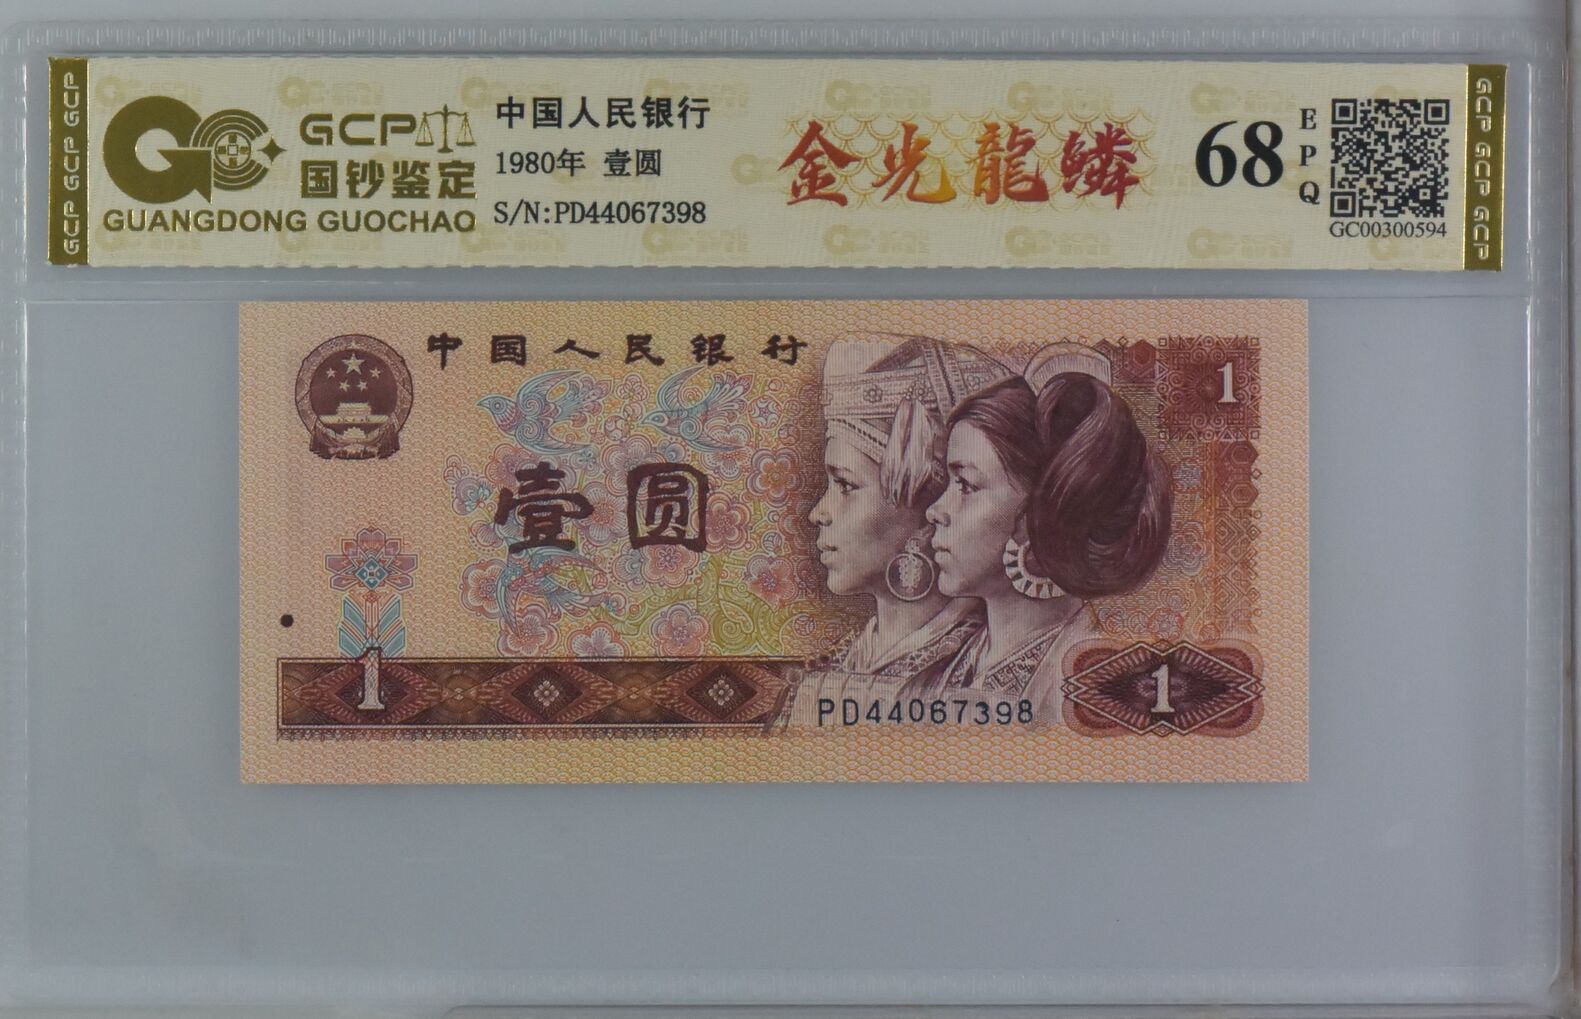 GCP GCP GCP
GCP
国钞鉴定
GUANGDONG GUOCHAO
中国人民银行
1980年 壹圆
S/N:PD44067398
金光龍鳞
68
EPQ
GC00300594
GCP GCP GCP
中国人民银行
1
壹圆
1
PD44067398
1